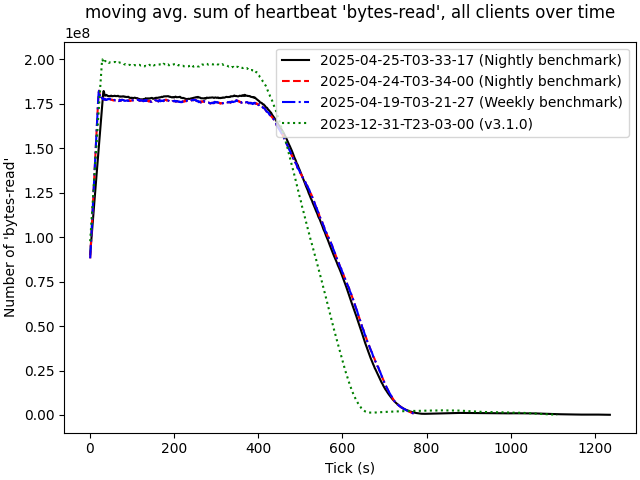 moving avg. sum of heartbeat 'bytes-read', all clients over time
1e8
2025-04-25-T03-33-17 (Nightly benchmark)
2025-04-24-T03-34-00 (Nightly benchmark)
2025-04-19-T03-21-27 (Weekly benchmark)
2023-12-31-T23-03-00 (v3.1.0)
Number of 'bytes-read'
2.00
1.75
1.50
1.25
1.00
0.75
0.50
0.25
0.00
0 200 400 600 800 1000 1200
Tick (s)